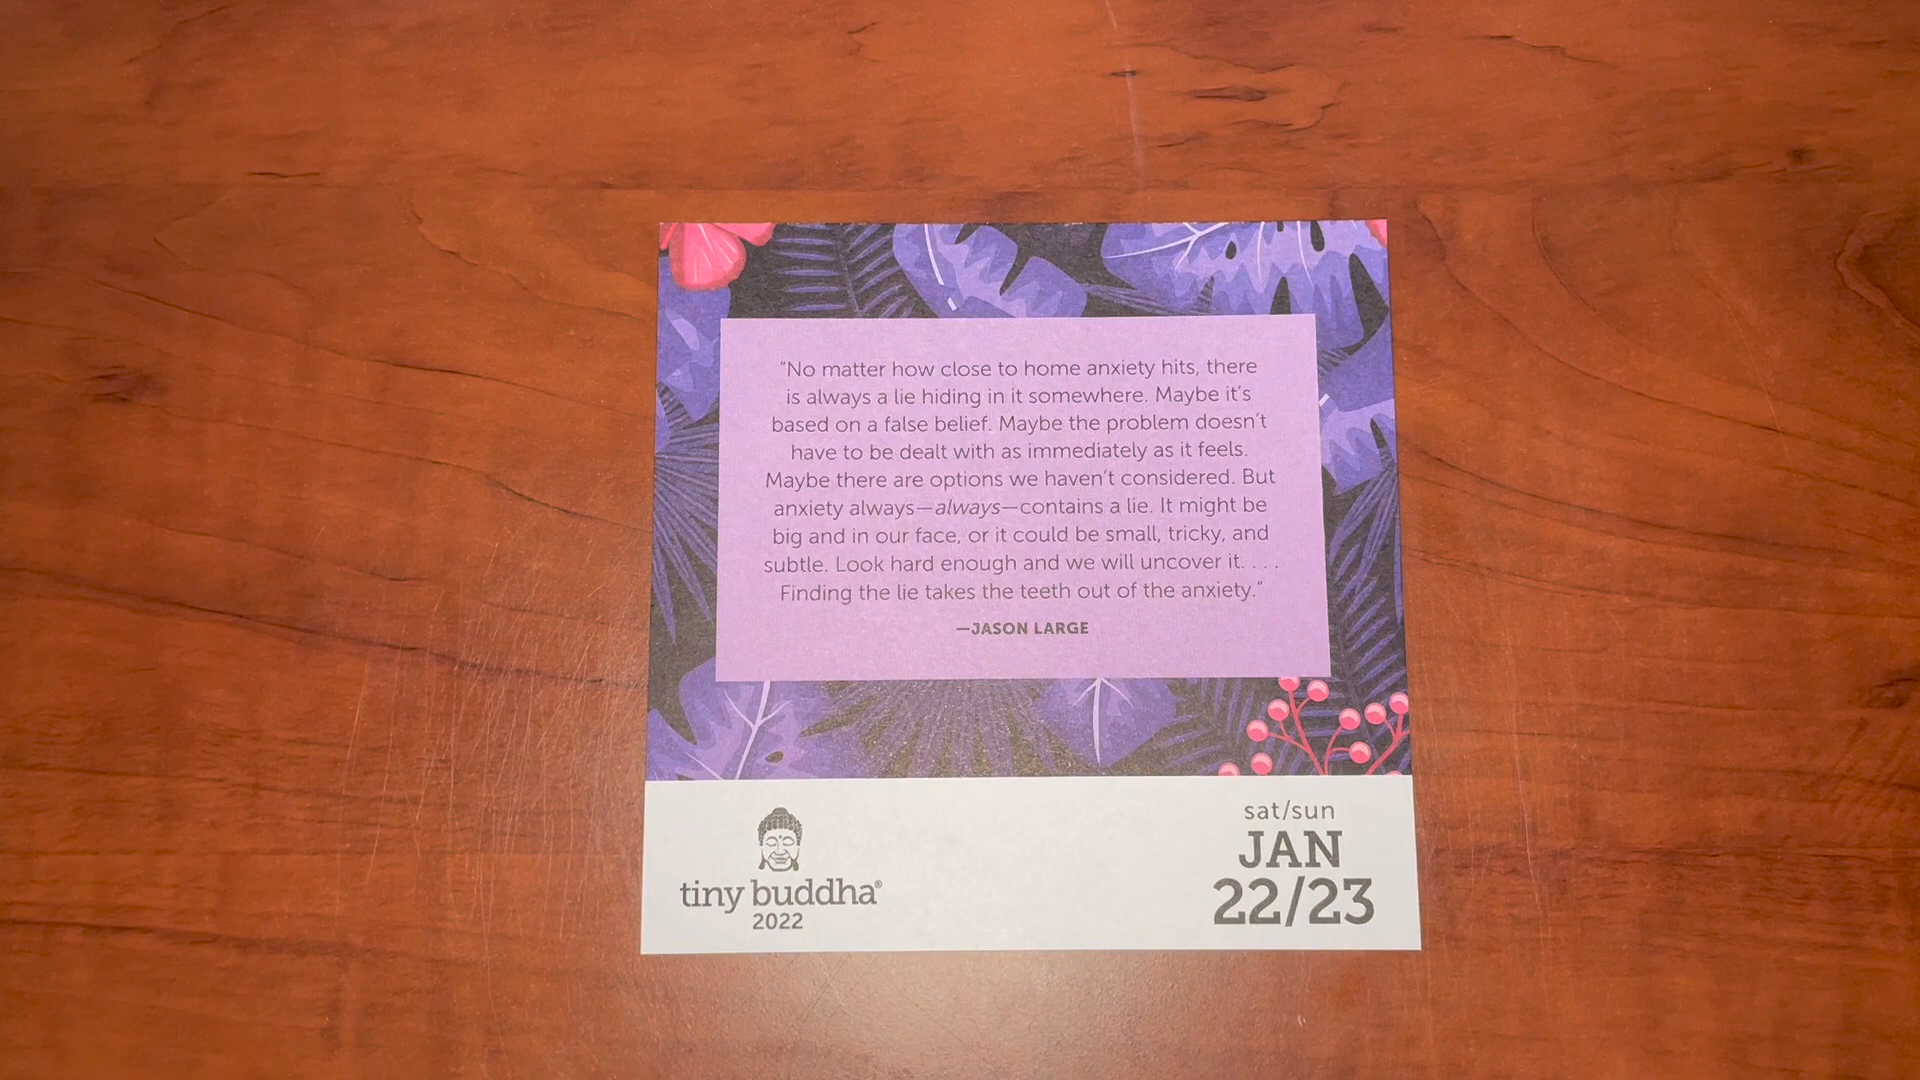 “No matter how close to home anxiety hits, there
is always a lie hiding in it somewhere. Maybe it’s
based on a false belief. Maybe the problem doesn’t
have to be dealt with as immediately as it feels.
Maybe there are options we haven’t considered. But
anxiety always—always—contains a lie. It might be
big and in our face, or it could be small, tricky, and
subtle. Look hard enough and we will uncover it. . . .
Finding the lie takes the teeth out of the anxiety.”
—JASON LARGE
tiny buddha®
2022
sat/sun
JAN
22/23